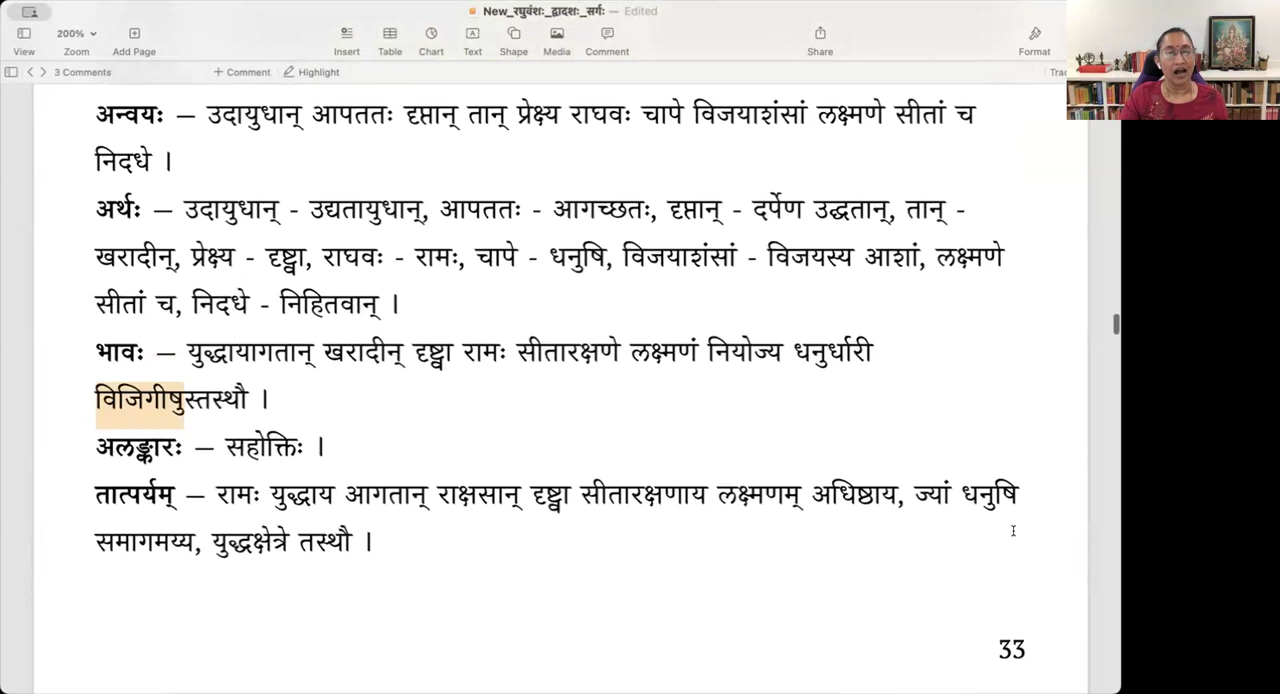 New_रघुवंशः_द्वादशः_सर्गः — Edited
200%
View Zoom Add Page Insert Table Chart Text Shape Media Comment Share Format
3 Comments + Comment Highlight Trac
अन्वयः — उदायुधान् आपततः दृप्तान् तान् प्रेक्ष्य राघवः चापे विजयाशंसां लक्ष्मणे सीतां च
निदधे ।
अर्थः — उदायुधान् - उद्यतायुधान्, आपततः - आगच्छतः, दृप्तान् - दर्पेण उद्धतान्, तान् -
खरादीन्, प्रेक्ष्य - दृष्ट्वा, राघवः - रामः, चापे - धनुषि, विजयाशंसां - विजयस्य आशां, लक्ष्मणे
सीतां च, निदधे - निहितवान् ।
भावः — युद्धायागतान् खरादीन् दृष्ट्वा रामः सीतारक्षणे लक्ष्मणं नियोज्य धनुर्धारी
विजिगीषुस्तस्थौ ।
अलङ्कारः — सहोक्तिः ।
तात्पर्यम् — रामः युद्धाय आगतान् राक्षसान् दृष्ट्वा सीतारक्षणाय लक्ष्मणम् अधिष्ठाय, ज्यां धनुषि
समागमय्य, युद्धक्षेत्रे तस्थौ ।
33